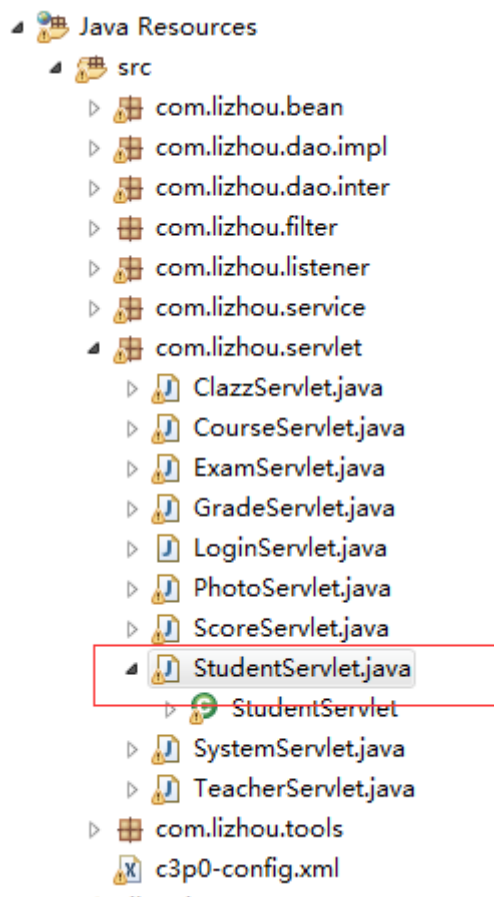 Java Resources
src
com.lizhou.bean
com.lizhou.dao.impl
com.lizhou.dao.inter
com.lizhou.filter
com.lizhou.listener
com.lizhou.service
com.lizhou.servlet
ClazzServlet.java
CourseServlet.java
ExamServlet.java
GradeServlet.java
LoginServlet.java
PhotoServlet.java
ScoreServlet.java
StudentServlet.java
StudentServlet
SystemServlet.java
TeacherServlet.java
com.lizhou.tools
c3p0-config.xml